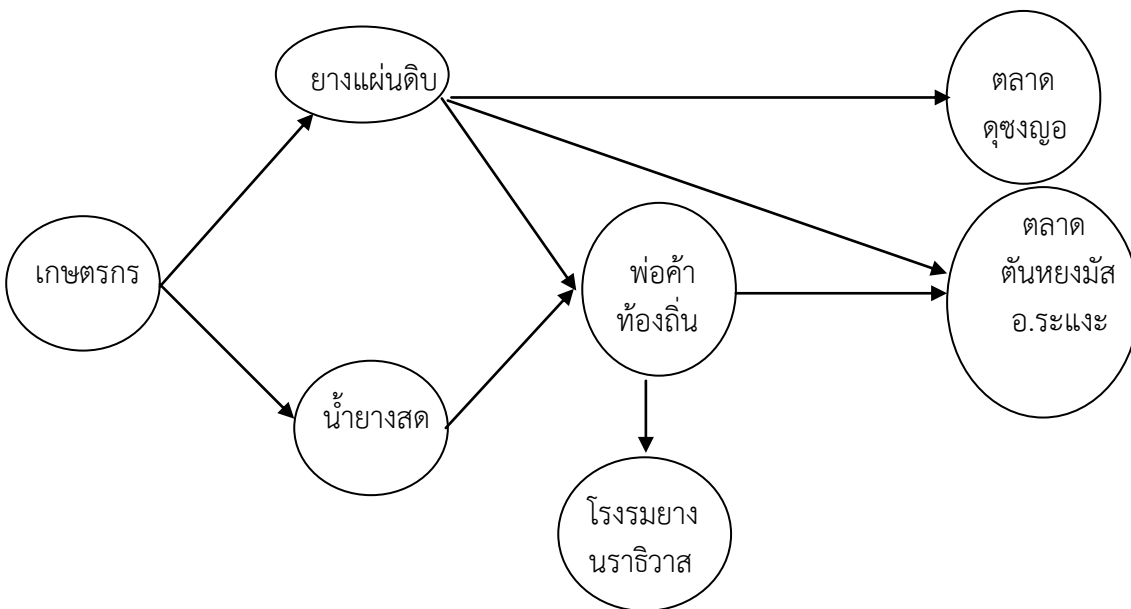 ยางแผ่นดิบ
ตลาด
ดุซงญอ
เกษตรกร
พ่อค้า
ท้องถิ่น
ตลาด
ตันหยงมัส
อ.ระแงะ
น้ำยางสด
โรงรมยาง
นราธิวาส